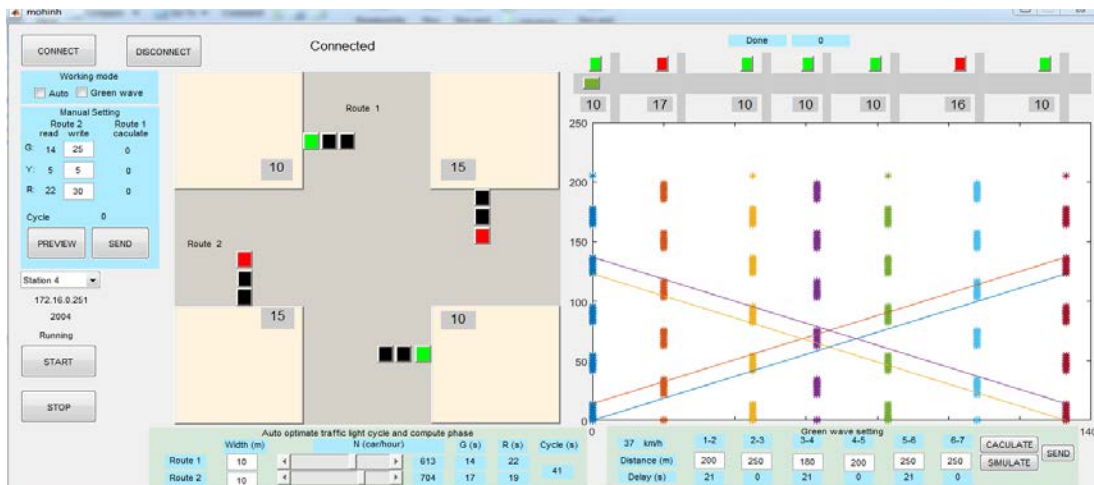 mohinh
CONNECT
DISCONNECT
Connected
Working mode
Auto Green wave
Manual Setting
Route 2 Route 1
read write caculate
G: 14 25 0
Y: 5 5 0
R: 22 30 0
Cycle 0
PREVIEW SEND
Station 4
172.16.0.251
2004
Running
START
STOP
Route 1
10
15
Route 2
15
10
Done 0
10 17 10 10 10 16 10
250
200
150
100
50
0
0 140
Auto optimate traffic light cycle and compute phase
Width (m) N (car/hour) G (s) R (s) Cycle (s)
Route 1 10 613 14 22
41
Route 2 10 704 17 19
Green wave setting
37 km/h 1-2 2-3 3-4 4-5 5-6 6-7
Distance (m) 200 250 180 200 250 250
Delay (s) 21 0 21 0 21 0
CACULATE
SIMULATE
SEND